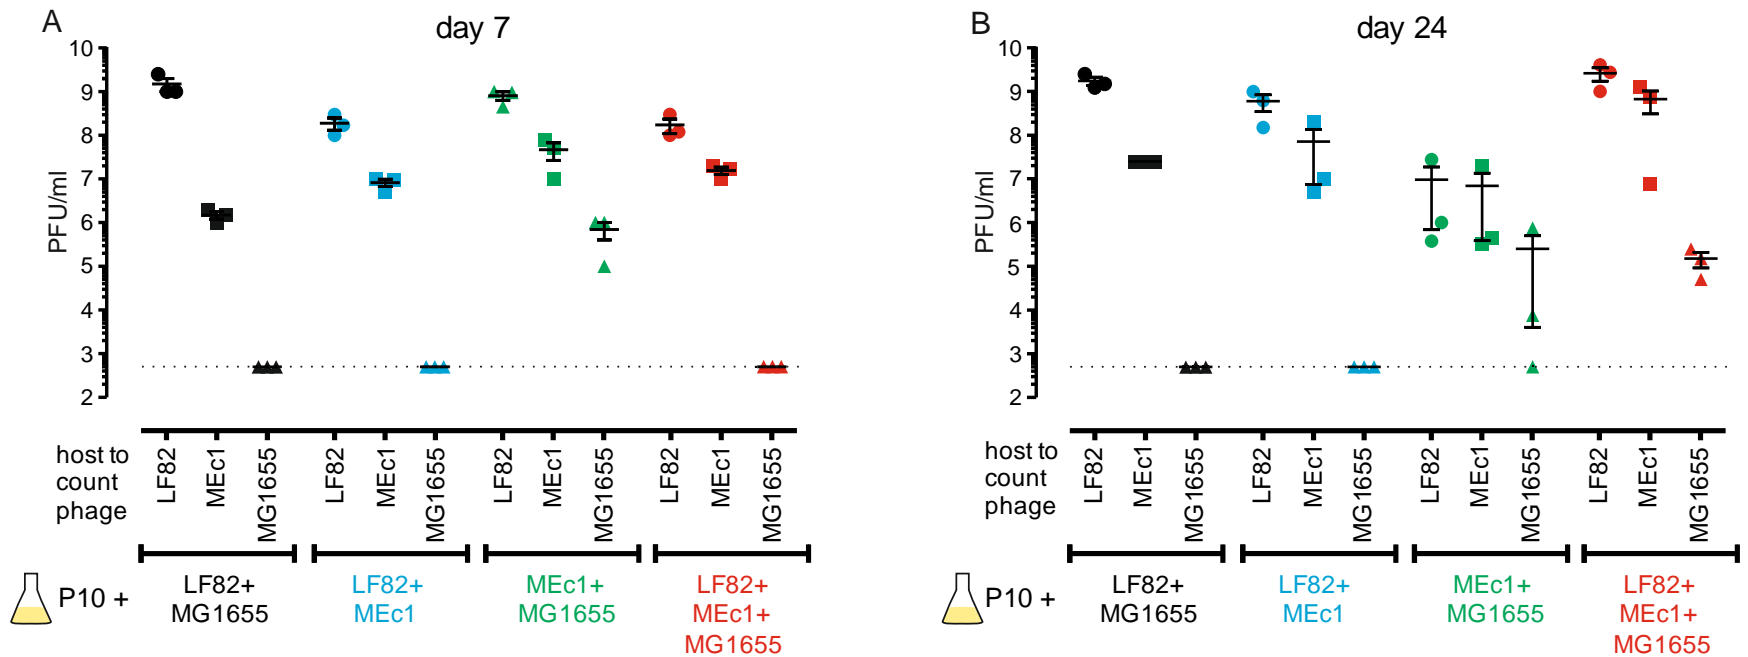 A
day 7
10
9
8
7
6
5
4
3
2
PFU/ml
host to
count
phage
LF82
MEc1
MG1655
LF82
MEc1
MG1655
LF82
MEc1
MG1655
LF82
MEc1
MG1655
P10 +
LF82+
MG1655
LF82+
MEc1
MEc1+
MG1655
LF82+
MEc1+
MG1655
B
day 24
10
9
8
7
6
5
4
3
2
PFU/ml
host to
count
phage
LF82
MEc1
MG1655
LF82
MEc1
MG1655
LF82
MEc1
MG1655
LF82
MEc1
MG1655
P10 +
LF82+
MG1655
LF82+
MEc1
MEc1+
MG1655
LF82+
MEc1+
MG1655